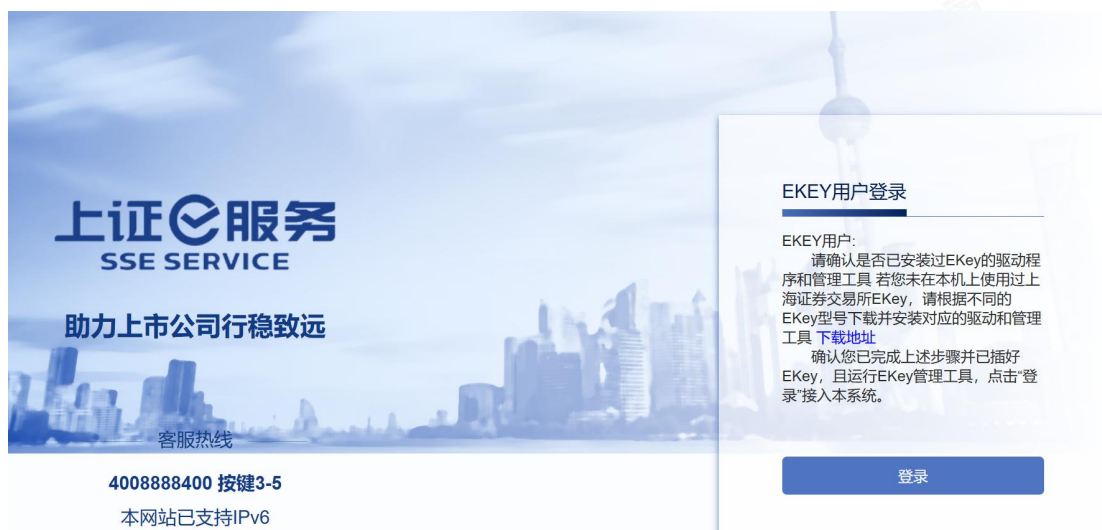 上证e服务
SSE SERVICE
助力上市公司行稳致远
客服热线
4008888400 按键3-5
本网站已支持IPv6
EKEY用户登录
EKEY用户:
请确认是否已安装过EKey的驱动程
序和管理工具 若您未在本机上使用过上
海证券交易所EKey，请根据不同的
EKey型号下载并安装对应的驱动和管理
工具 下载地址
确认您已完成上述步骤并已插好
EKey，且运行EKey管理工具，点击“登
录”接入本系统。
登录